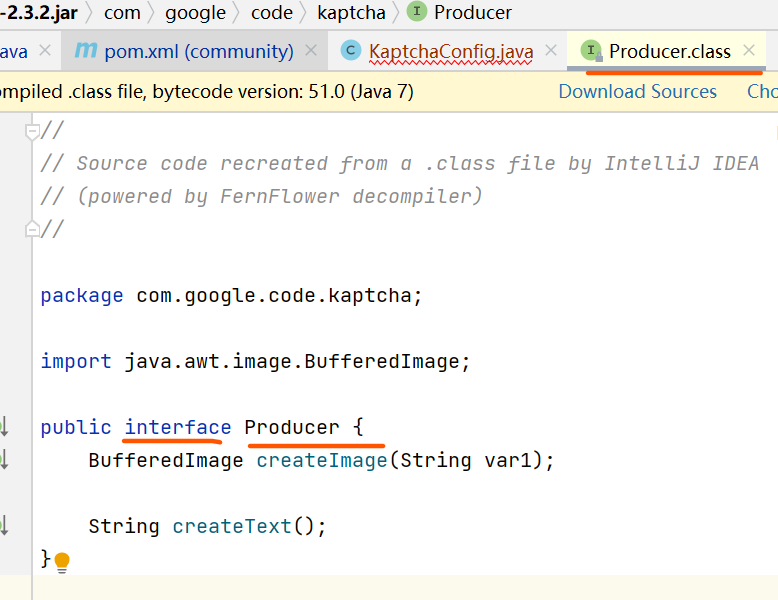 -2.3.2.jar 〉 com 〉 google 〉 code 〉 kaptcha 〉 I Producer
ava × m pom.xml (community) × C KaptchaConfig.java × I Producer.class ×
mpiled .class file, bytecode version: 51.0 (Java 7) Download Sources Cho
//
// Source code recreated from a .class file by IntelliJ IDEA
// (powered by FernFlower decompiler)
//
package com.google.code.kaptcha;
import java.awt.image.BufferedImage;
public interface Producer {
BufferedImage createImage(String var1);
String createText();
}